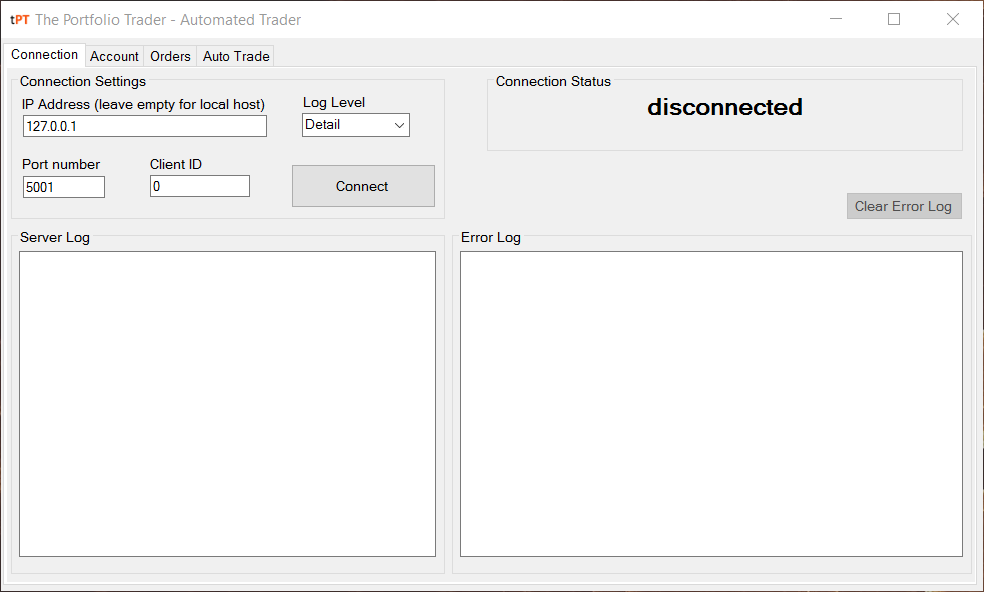 tPT The Portfolio Trader - Automated Trader
Connection Account Orders Auto Trade
Connection Settings
IP Address (leave empty for local host)
127.0.0.1
Log Level
Detail
Port number
5001
Client ID
0
Connect
Connection Status
disconnected
Clear Error Log
Server Log
Error Log